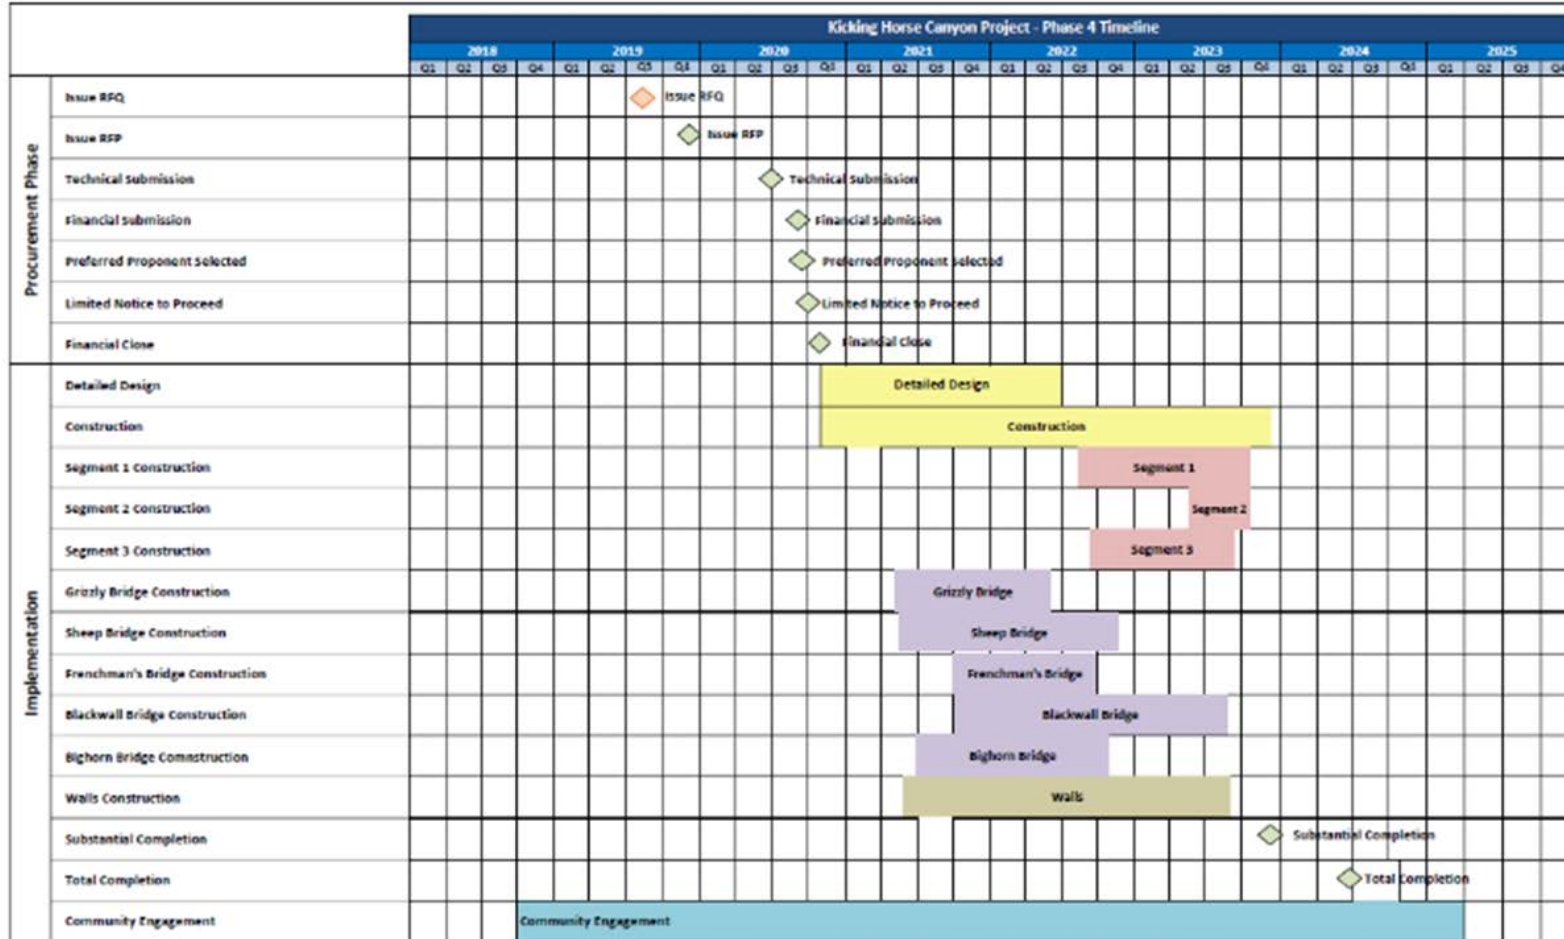 Kicking Horse Canyon Project - Phase 4 Timeline
2018 2019 2020 2021 2022 2023 2024 2025
Q1 Q2 Q3 Q4 Q1 Q2 Q3 Q4 Q1 Q2 Q3 Q4 Q1 Q2 Q3 Q4 Q1 Q2 Q3 Q4 Q1 Q2 Q3 Q4 Q1 Q2 Q3 Q4 Q1 Q2 Q3 Q4
Procurement Phase
Issue RFQ Issue RFQ
Issue RFP Issue RFP
Technical Submission Technical Submission
Financial Submission Financial Submission
Preferred Proponent Selected Preferred Proponent Selected
Limited Notice to Proceed Limited Notice to Proceed
Financial Close Financial Close
Implementation
Detailed Design Detailed Design
Construction Construction
Segment 1 Construction Segment 1
Segment 2 Construction Segment 2
Segment 3 Construction Segment 3
Grizzly Bridge Construction Grizzly Bridge
Sheep Bridge Construction Sheep Bridge
Frenchman's Bridge Construction Frenchman's Bridge
Blackwall Bridge Construction Blackwall Bridge
Bighorn Bridge Comnstruction Bighorn Bridge
Walls Construction Walls
Substantial Completion Substantial Completion
Total Completion Total Completion
Community Engagement Community Engagement